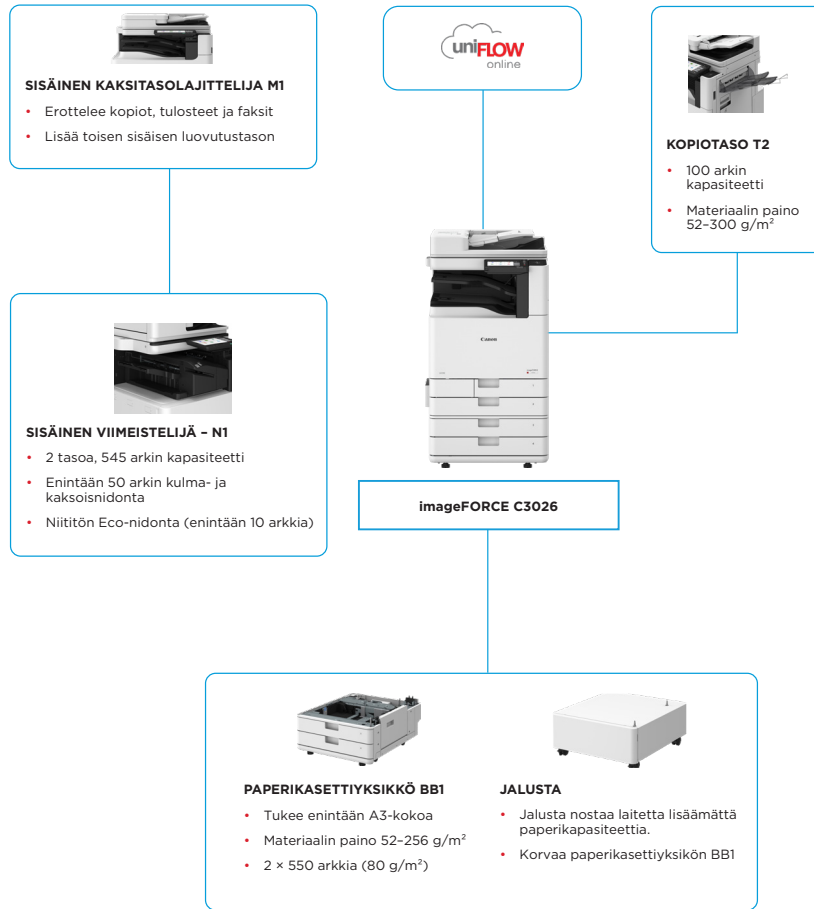 SISÄINEN KAKSITASOLAJITTELIJA M1
• Erottelee kopiot, tulosteet ja faksit
• Lisää toisen sisäisen luovutustason
uniFLOW
online
KOPIOTASO T2
• 100 arkin
kapasiteetti
• Materiaalin paino
52–300 g/m²
SISÄINEN VIIMEISTELIJÄ – N1
• 2 tasoa, 545 arkin kapasiteetti
• Enintään 50 arkin kulma- ja
kaksoisnidonta
• Niititön Eco-nidonta (enintään 10 arkkia)
Canon
imageFORCE C3026
PAPERIKASETTIYKSIKKÖ BB1
• Tukee enintään A3-kokoa
• Materiaalin paino 52–256 g/m²
• 2 × 550 arkkia (80 g/m²)
JALUSTA
• Jalusta nostaa laitetta lisäämättä
paperikapasiteettia.
• Korvaa paperikasettiyksikön BB1